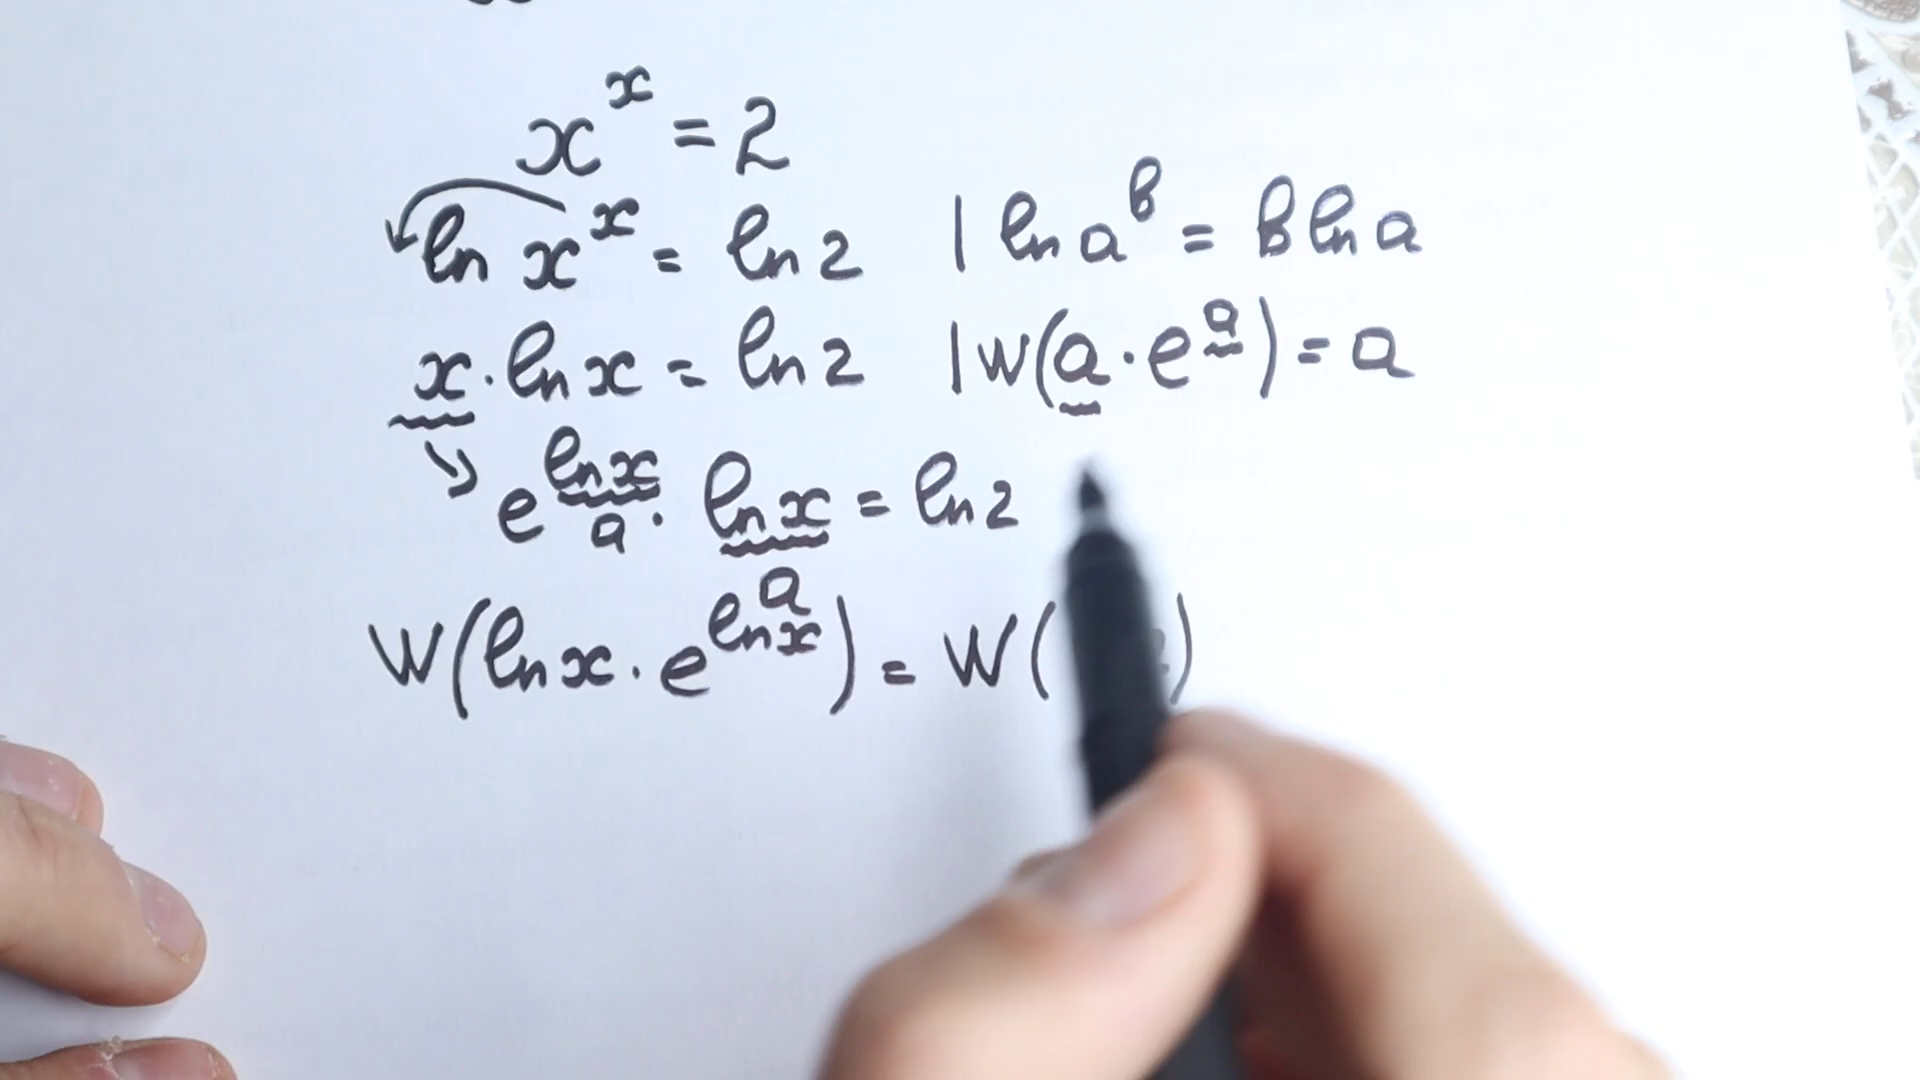 x^x = 2
ln x^x = ln 2 | ln a^b = b ln a
x · ln x = ln 2 | W(a · e^a) = a
e^ln x · ln x = ln 2
a a
W(ln x · e^ln x) = W( )